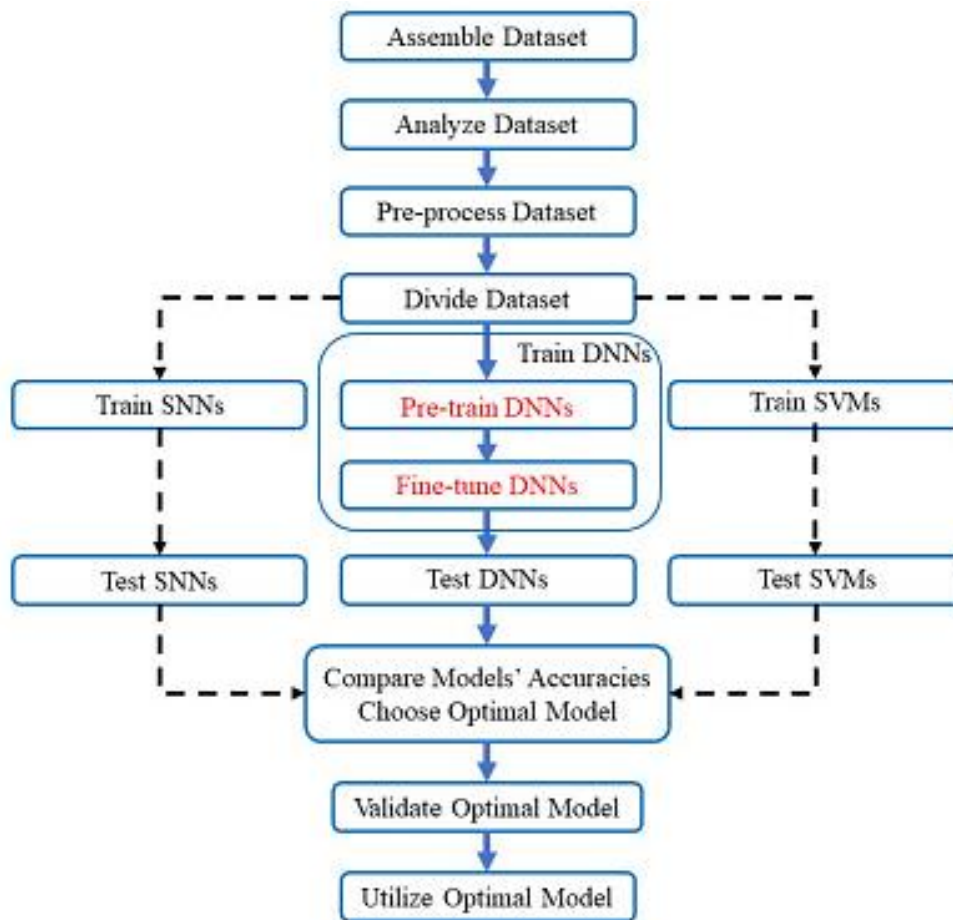 Assemble Dataset
Analyze Dataset
Pre-process Dataset
Divide Dataset
Train DNNs
Train SNNs
Pre-train DNNs
Train SVMs
Fine-tune DNNs
Test SNNs
Test DNNs
Test SVMs
Compare Models’ Accuracies
Choose Optimal Model
Validate Optimal Model
Utilize Optimal Model